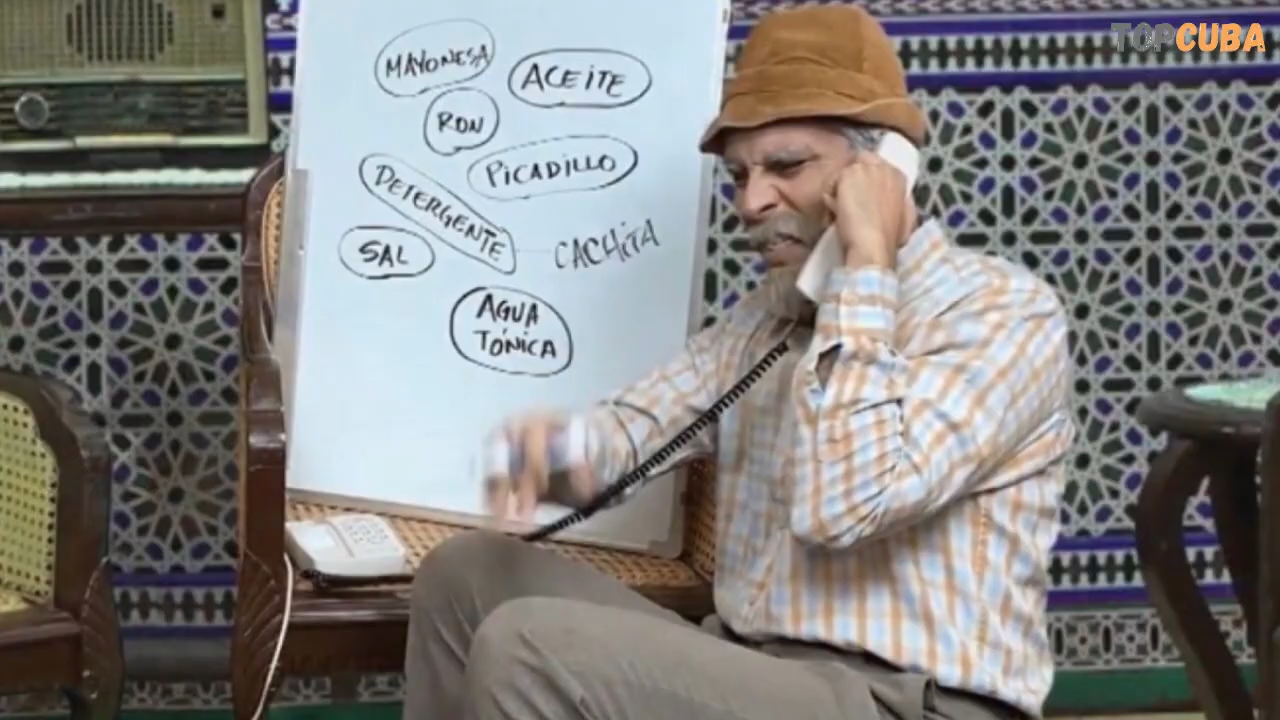 TOPCUBA
MAYONESA
ACEITE
RON
PICADILLO
DETERGENTE
CACHITA
SAL
AGUA
TÓNICA